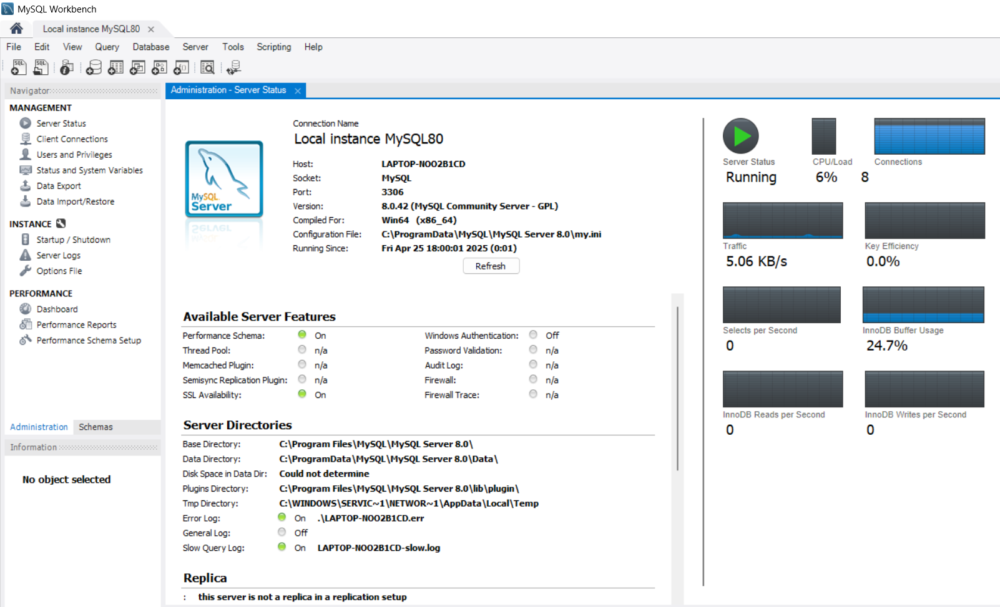 MySQL Workbench
Local instance MySQL80
File Edit View Query Database Server Tools Scripting Help
Navigator
MANAGEMENT
Server Status
Client Connections
Users and Privileges
Status and System Variables
Data Export
Data Import/Restore
INSTANCE
Startup / Shutdown
Server Logs
Options File
PERFORMANCE
Dashboard
Performance Reports
Performance Schema Setup
Administration Schemas
Information
No object selected
Administration - Server Status
MySQL
Server
Connection Name
Local instance MySQL80
Host: LAPTOP-NOO2B1CD
Socket: MySQL
Port: 3306
Version: 8.0.42 (MySQL Community Server - GPL)
Compiled For: Win64 (x86_64)
Configuration File: C:\ProgramData\MySQL\MySQL Server 8.0\my.ini
Running Since: Fri Apr 25 18:00:01 2025 (0:01)
Refresh
Available Server Features
Performance Schema: On Windows Authentication: Off
Thread Pool: n/a Password Validation: n/a
Memcached Plugin: n/a Audit Log: n/a
Semisync Replication Plugin: n/a Firewall: n/a
SSL Availability: On Firewall Trace: n/a
Server Directories
Base Directory: C:\Program Files\MySQL\MySQL Server 8.0\
Data Directory: C:\ProgramData\MySQL\MySQL Server 8.0\Data\
Disk Space in Data Dir: Could not determine
Plugins Directory: C:\Program Files\MySQL\MySQL Server 8.0\lib\plugin\
Tmp Directory: C:\WINDOWS\SERVIC~1\NETWOR~1\AppData\Local\Temp
Error Log: On .\LAPTOP-NOO2B1CD.err
General Log: Off
Slow Query Log: On LAPTOP-NOO2B1CD-slow.log
Replica
: this server is not a replica in a replication setup
Server Status CPU/Load Connections
Running 6% 8
Traffic Key Efficiency
5.06 KB/s 0.0%
Selects per Second InnoDB Buffer Usage
0 24.7%
InnoDB Reads per Second InnoDB Writes per Second
0 0